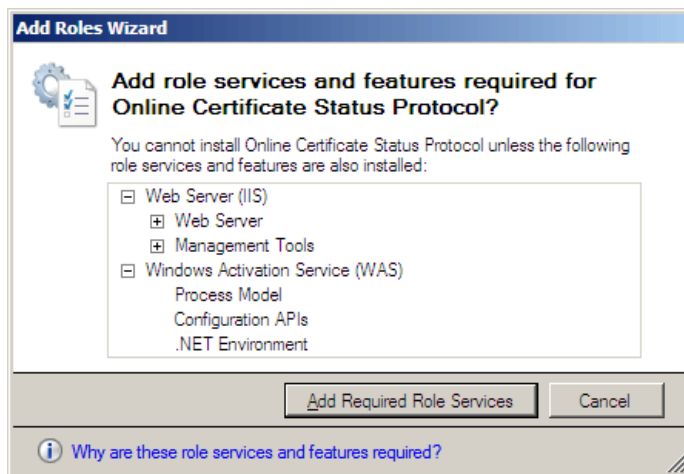 Add Roles Wizard
Add role services and features required for
Online Certificate Status Protocol?
You cannot install Online Certificate Status Protocol unless the following
role services and features are also installed:
Web Server (IIS)
Web Server
Management Tools
Windows Activation Service (WAS)
Process Model
Configuration APIs
.NET Environment
Add Required Role Services
Cancel
Why are these role services and features required?